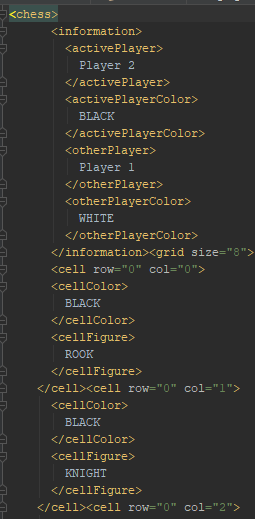 <chess>
<information>
<activePlayer>
Player 2
</activePlayer>
<activePlayerColor>
BLACK
</activePlayerColor>
<otherPlayer>
Player 1
</otherPlayer>
<otherPlayerColor>
WHITE
</otherPlayerColor>
</information><grid size="8">
<cell row="0" col="0">
<cellColor>
BLACK
</cellColor>
<cellFigure>
ROOK
</cellFigure>
</cell><cell row="0" col="1">
<cellColor>
BLACK
</cellColor>
<cellFigure>
KNIGHT
</cellFigure>
</cell><cell row="0" col="2">